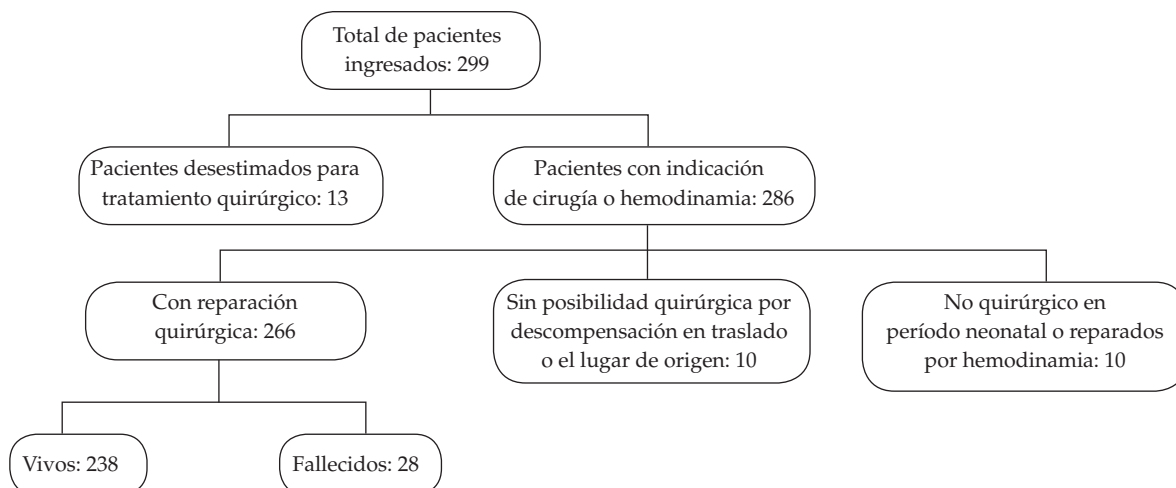 Total de pacientes
ingresados: 299
Pacientes desestimados para
tratamiento quirúrgico: 13
Pacientes con indicación
de cirugía o hemodinamia: 286
Con reparación
quirúrgica: 266
Sin posibilidad quirúrgica por
descompensación en traslado
o el lugar de origen: 10
No quirúrgico en
período neonatal o reparados
por hemodinamia: 10
Vivos: 238
Fallecidos: 28